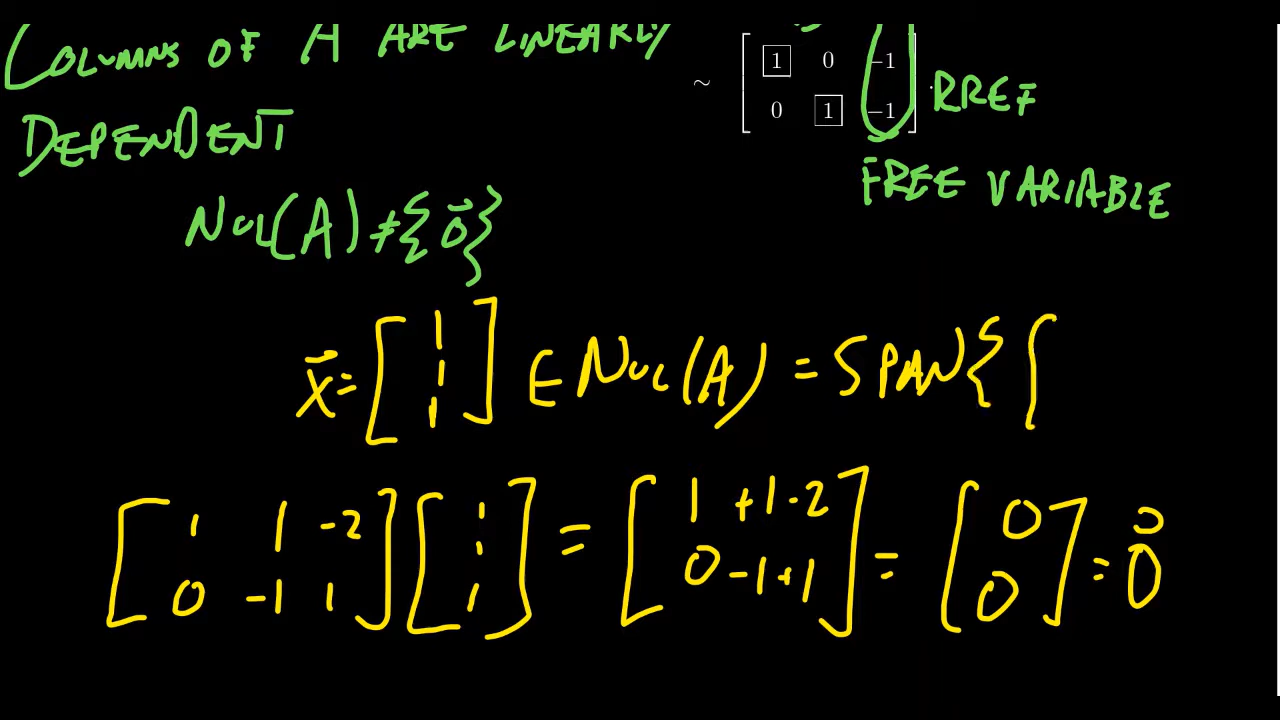 COLUMNS OF A ARE LINEARLY
DEPENDENT
~ [ 1 0 -1
0 1 -1 ] . RREF
FREE VARIABLE
NUL(A) ≠ { 0⃗ }
x⃗ = [ 1
1
1 ] ∈ NUL(A) = SPAN { [
[ 1 1 -2
0 -1 1 ] [ 1
1
1 ] = [ 1 +1 -2
0 -1 +1 ] = [ 0
0 ] = 0⃗